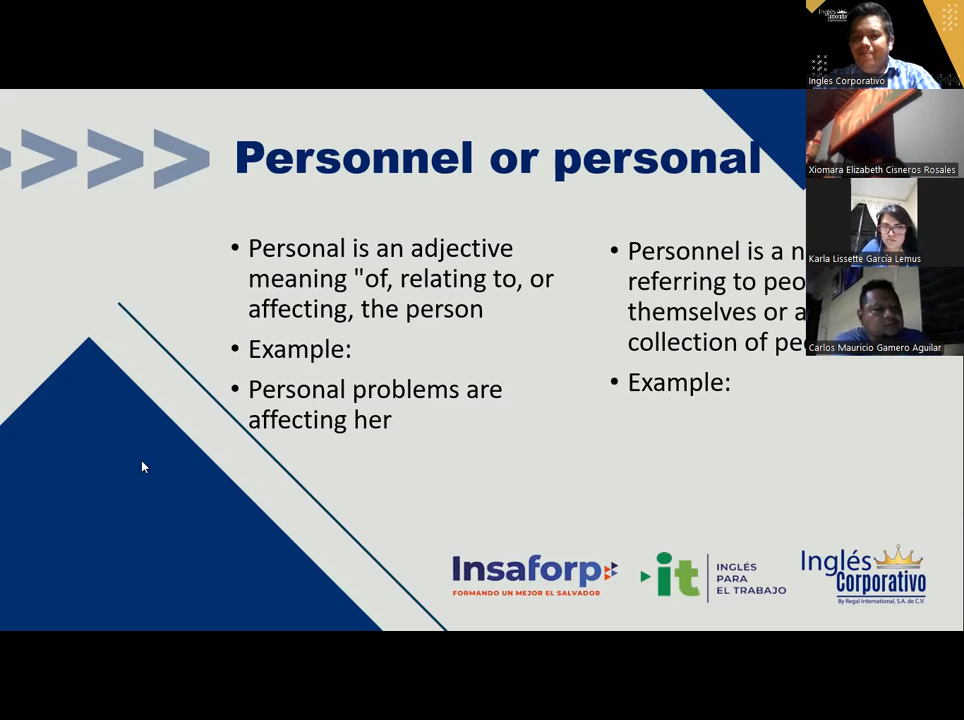 Inglés
Ingles Corporativo
Xiomara Elizabeth Cisneros Rosales
Karla Lissette García Lemus
Carlos Mauricio Gamero Aguilar
Personnel or personal
• Personal is an adjective
meaning "of, relating to, or
affecting, the person
• Example:
• Personal problems are
affecting her
• Personnel is a n
referring to peo
themselves or a
collection of pe
• Example:
Insaforp
FORMANDO UN MEJOR EL SALVADOR
it
INGLÉS
PARA
EL TRABAJO
Inglés
Corporativo
By Regal International, S.A. de C.V.